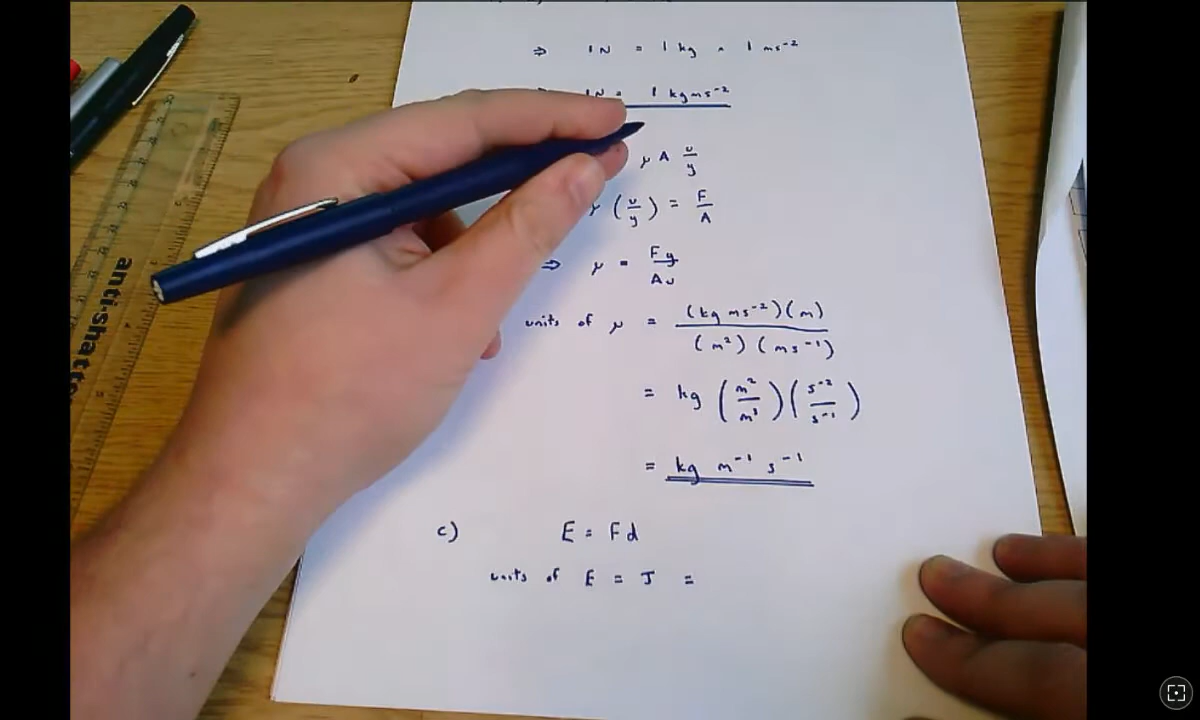 ⇒ 1N = 1 kg × 1 ms⁻²
1N = 1 kgms⁻²
μ A u/y
μ (u/y) = F/A
⇒ μ = Fy/Au
units of μ = (kg ms⁻²)(m)/(m²)(ms⁻¹)
= kg (m²/m³)(s⁻²/s⁻¹)
= kg m⁻¹ s⁻¹
c) E = Fd
units of E = J =
anti-shatte